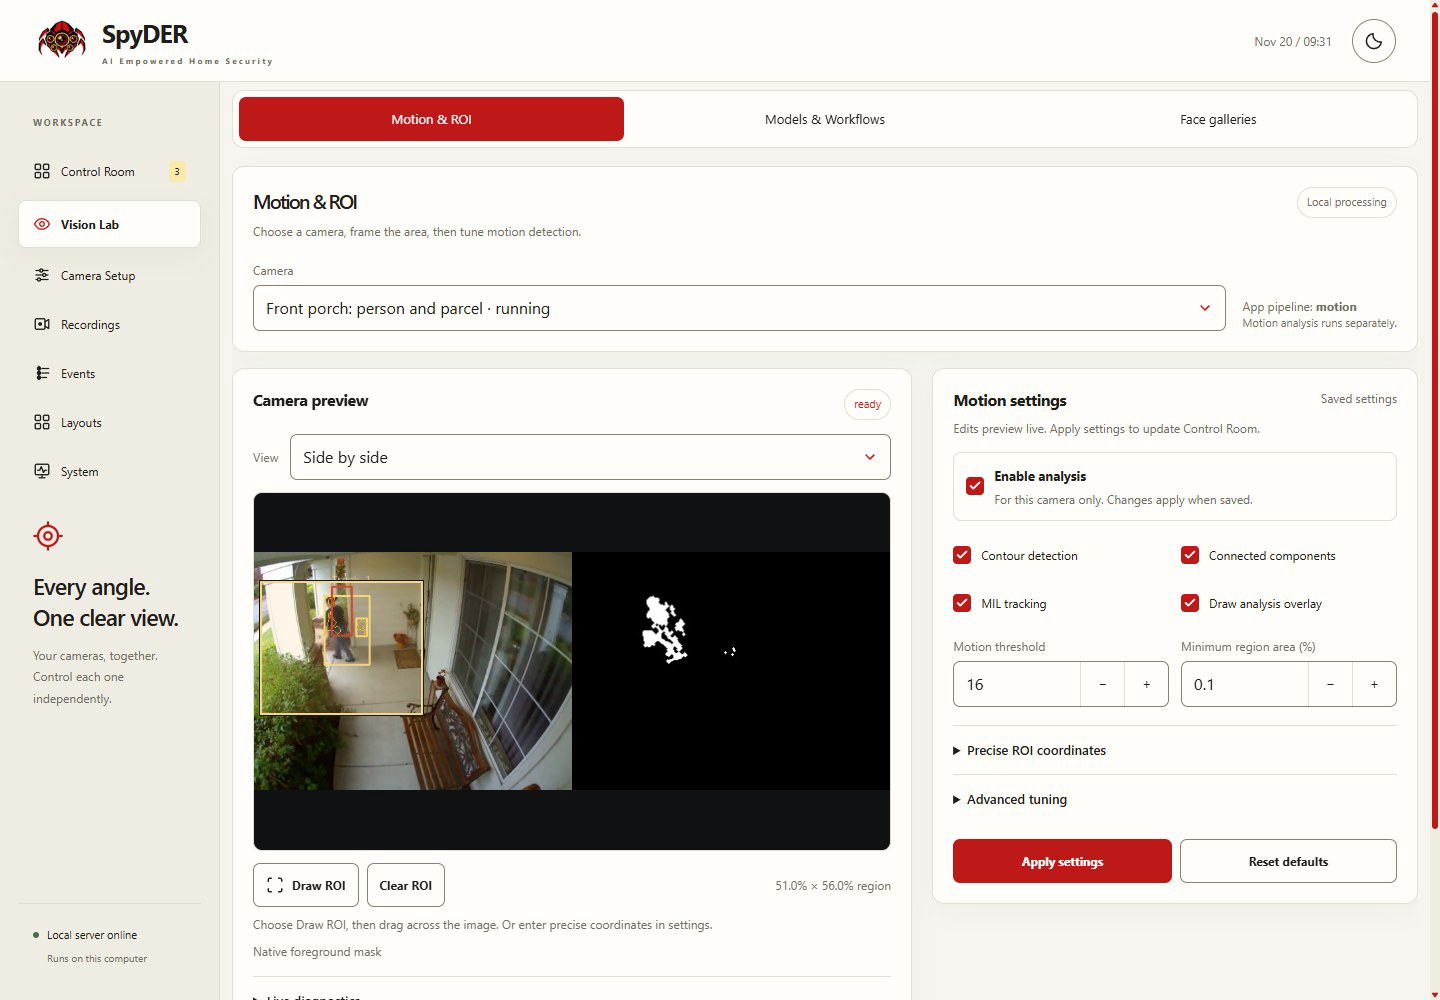 SpyDER
AI Empowered Home Security
Nov 20 / 09:31
WORKSPACE
Control Room
3
Vision Lab
Camera Setup
Recordings
Events
Layouts
System
Every angle.
One clear view.
Your cameras, together.
Control each one
independently.
Local server online
Runs on this computer
Motion & ROI
Models & Workflows
Face galleries
Motion & ROI
Local processing
Choose a camera, frame the area, then tune motion detection.
Camera
Front porch: person and parcel · running
App pipeline: motion
Motion analysis runs separately.
Camera preview
ready
View
Side by side
Draw ROI
Clear ROI
51.0% × 56.0% region
Choose Draw ROI, then drag across the image. Or enter precise coordinates in settings.
Native foreground mask
Live diagnostics
Motion settings
Saved settings
Edits preview live. Apply settings to update Control Room.
Enable analysis
For this camera only. Changes apply when saved.
Contour detection
Connected components
MIL tracking
Draw analysis overlay
Motion threshold
Minimum region area (%)
16
−
+
0.1
−
+
Precise ROI coordinates
Advanced tuning
Apply settings
Reset defaults